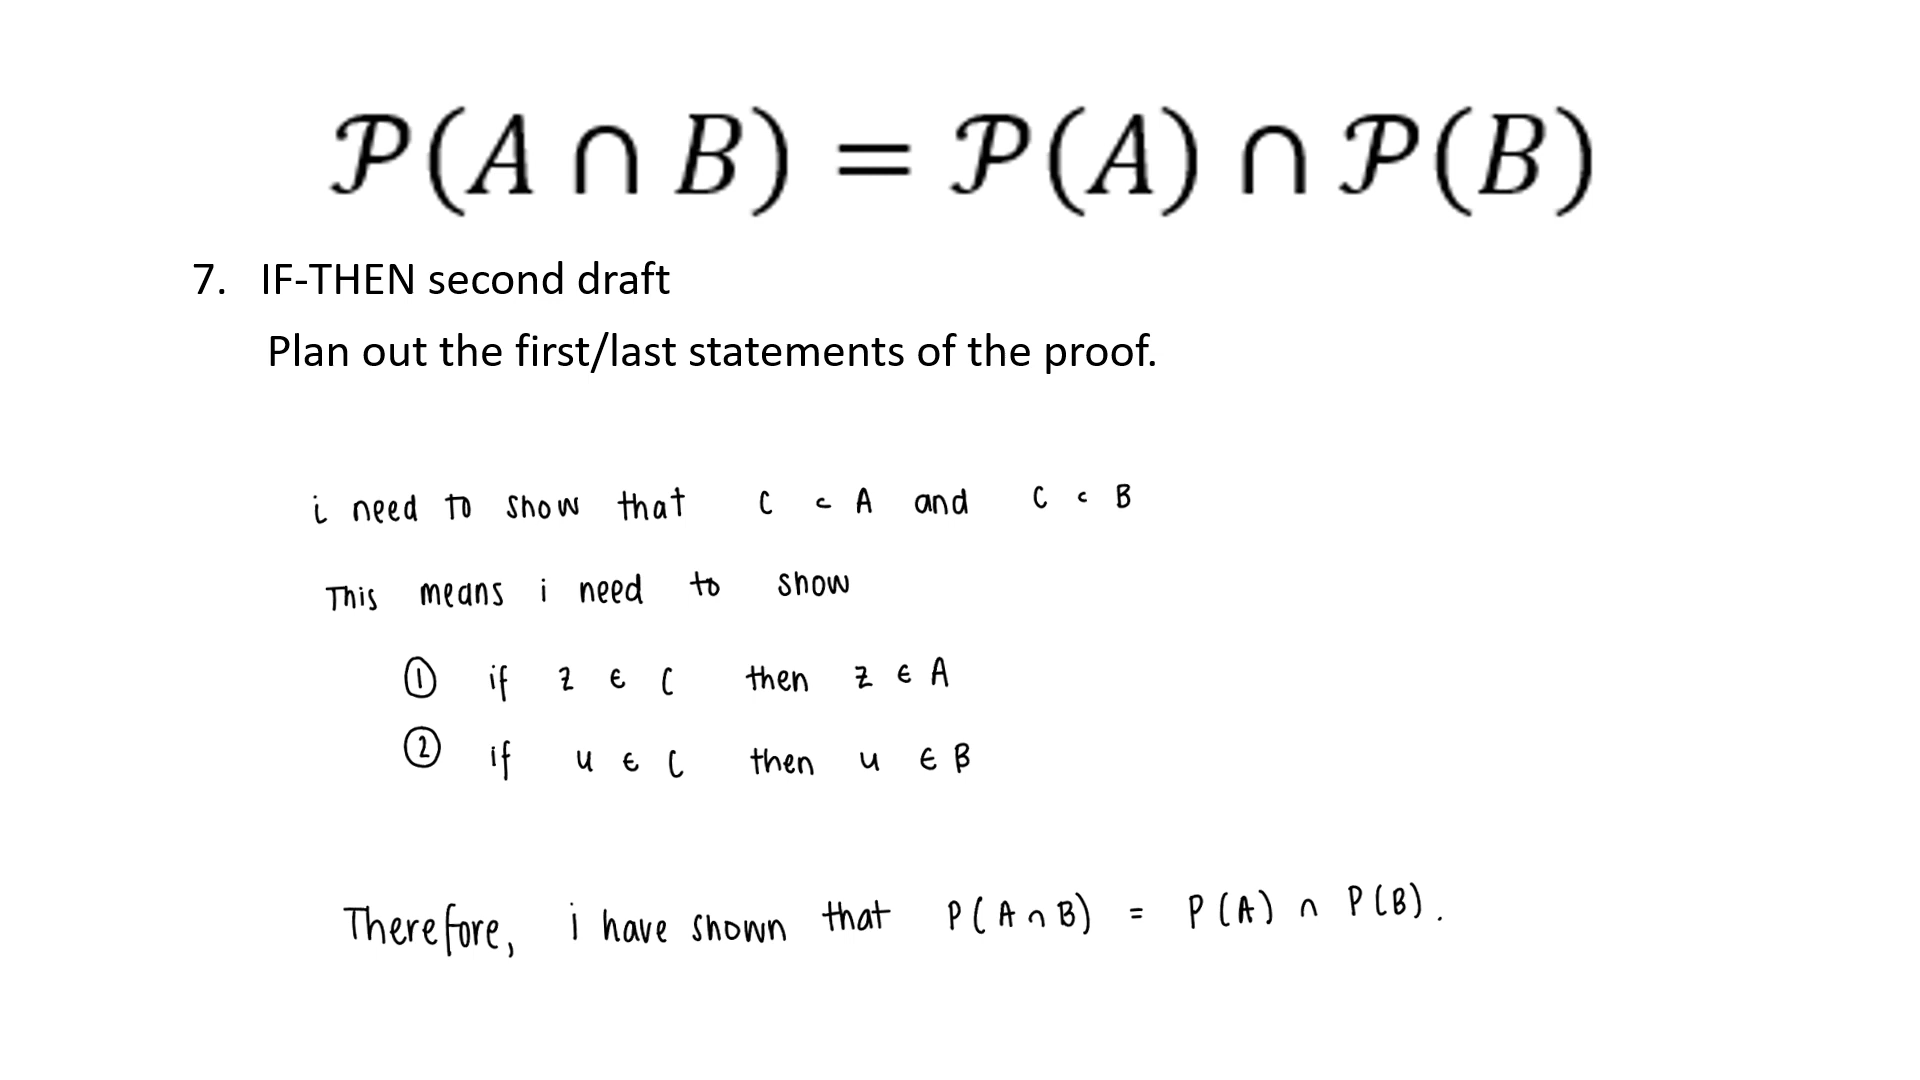 𝒫(A ∩ B) = 𝒫(A) ∩ 𝒫(B)
7. IF-THEN second draft
Plan out the first/last statements of the proof.
i need to show that C ⊂ A and C ⊂ B
This means i need to show
① if z ∈ C then z ∈ A
② if u ∈ C then u ∈ B
Therefore, i have shown that P(A ∩ B) = P(A) ∩ P(B).